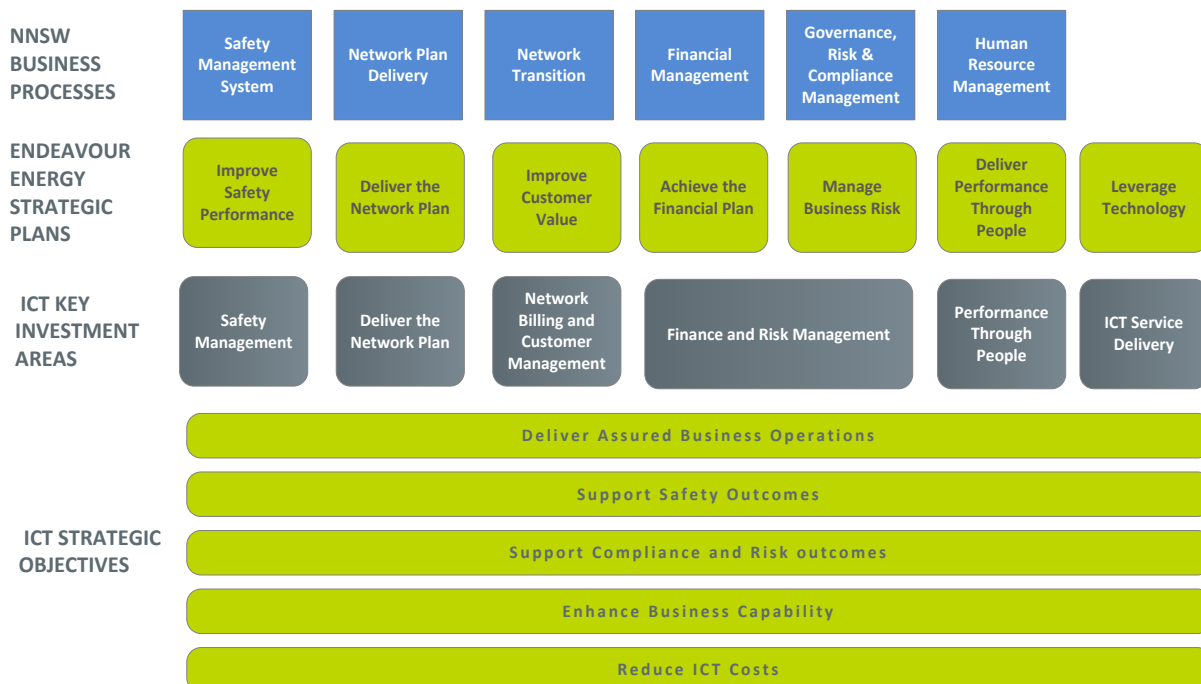 NNSW
BUSINESS
PROCESSES
Safety
Management
System
Network Plan
Delivery
Network
Transition
Financial
Management
Governance,
Risk &
Compliance
Management
Human
Resource
Management
ENDEAVOUR
ENERGY
STRATEGIC
PLANS
Improve
Safety
Performance
Deliver the
Network Plan
Improve
Customer
Value
Achieve the
Financial Plan
Manage
Business Risk
Deliver
Performance
Through
People
Leverage
Technology
ICT KEY
INVESTMENT
AREAS
Safety
Management
Deliver the
Network Plan
Network
Billing and
Customer
Management
Finance and Risk Management
Performance
Through
People
ICT Service
Delivery
ICT STRATEGIC
OBJECTIVES
Deliver Assured Business Operations
Support Safety Outcomes
Support Compliance and Risk outcomes
Enhance Business Capability
Reduce ICT Costs